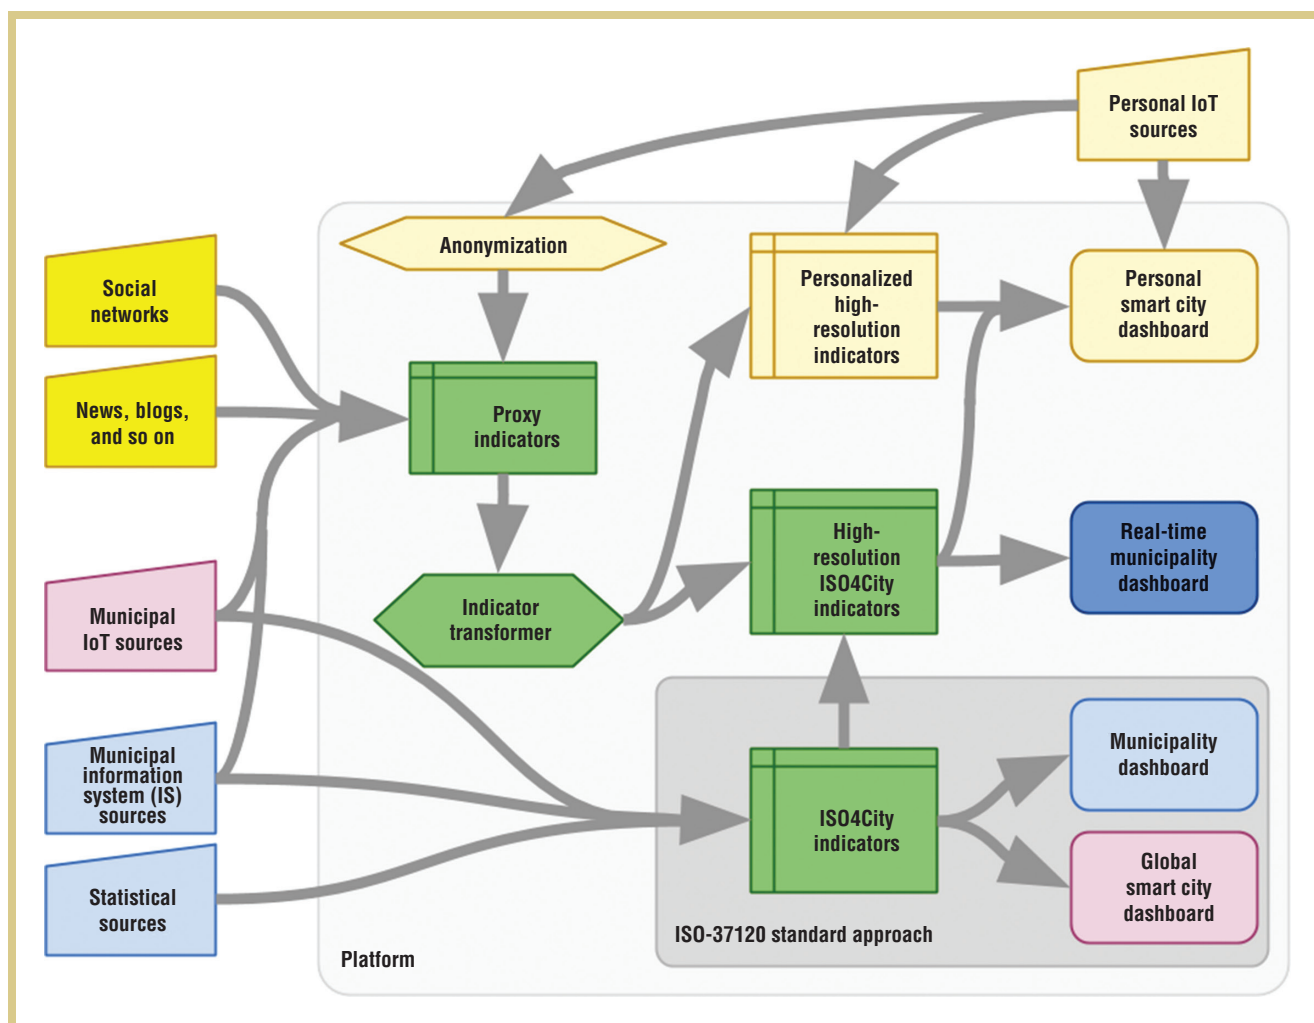 Personal IoT
sources
Anonymization
Social
networks
Personalized
high-
resolution
indicators
Personal
smart city
dashboard
News, blogs,
and so on
Proxy
indicators
High-
resolution
ISO4City
indicators
Real-time
municipality
dashboard
Municipal
IoT sources
Indicator
transformer
Municipal
information
system (IS)
sources
Municipality
dashboard
ISO4City
indicators
Statistical
sources
Global
smart city
dashboard
ISO-37120 standard approach
Platform